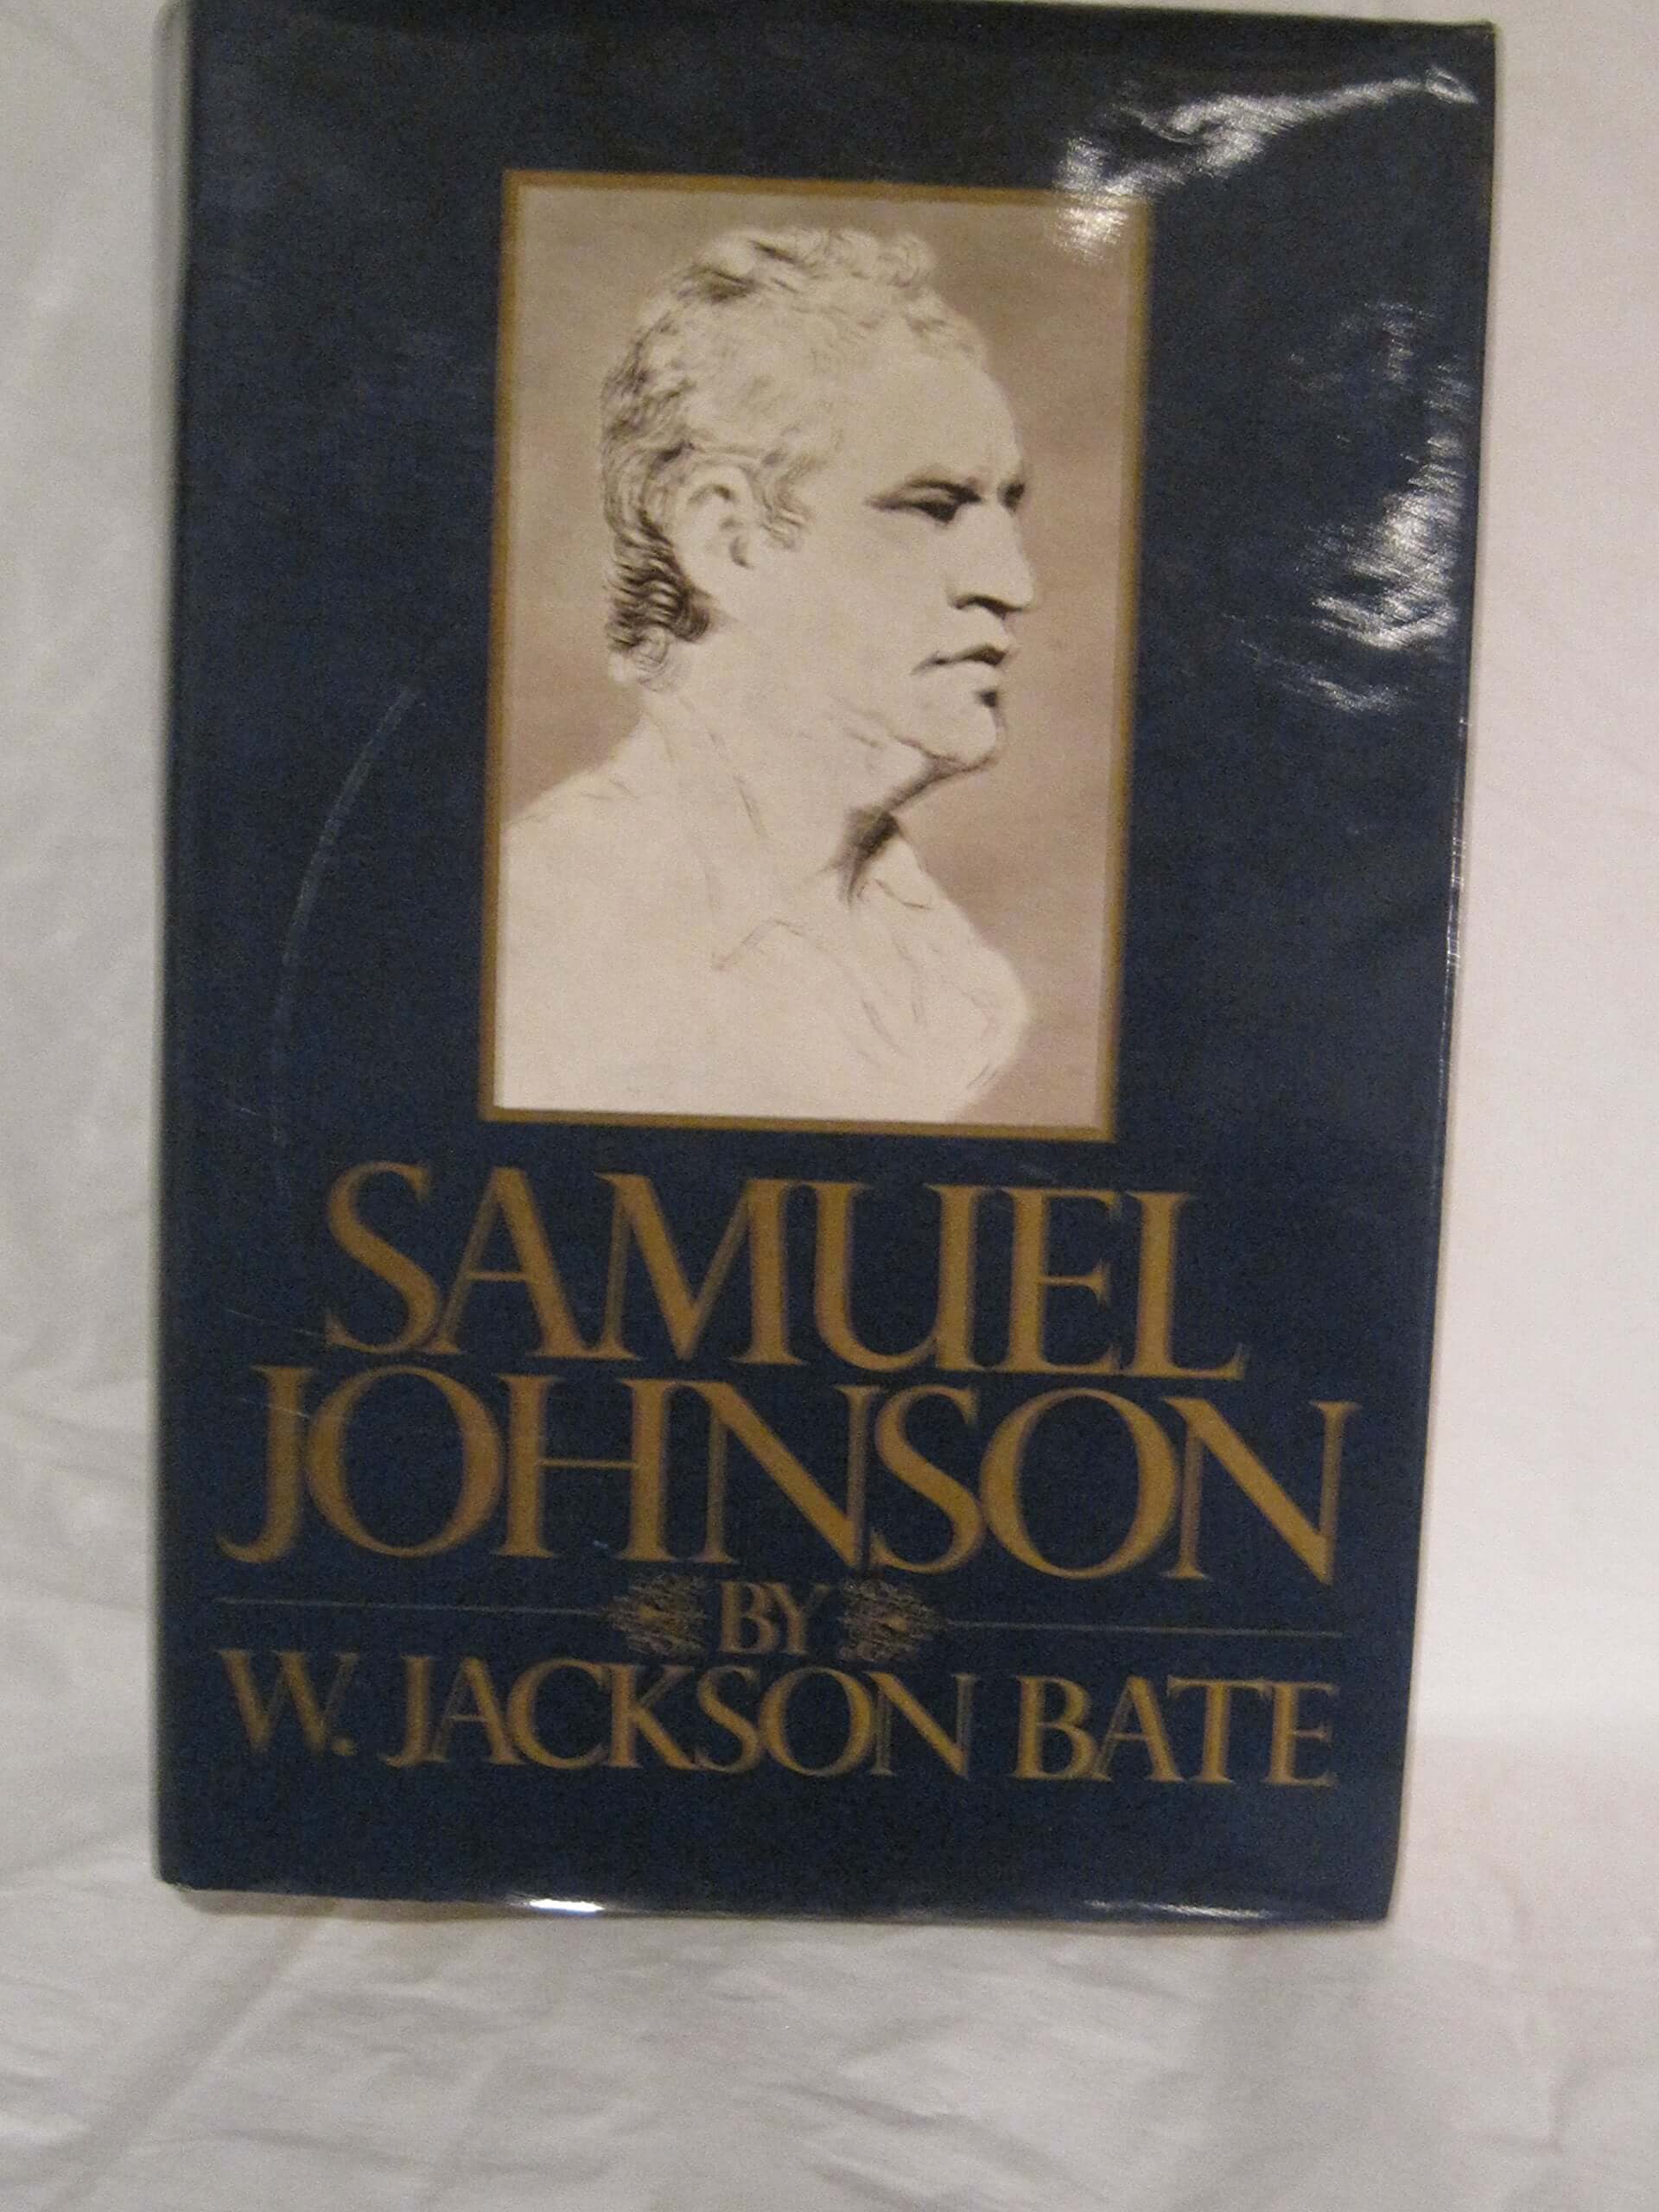 SAMUEL
JOHNSON
BY
W. JACKSON BATE